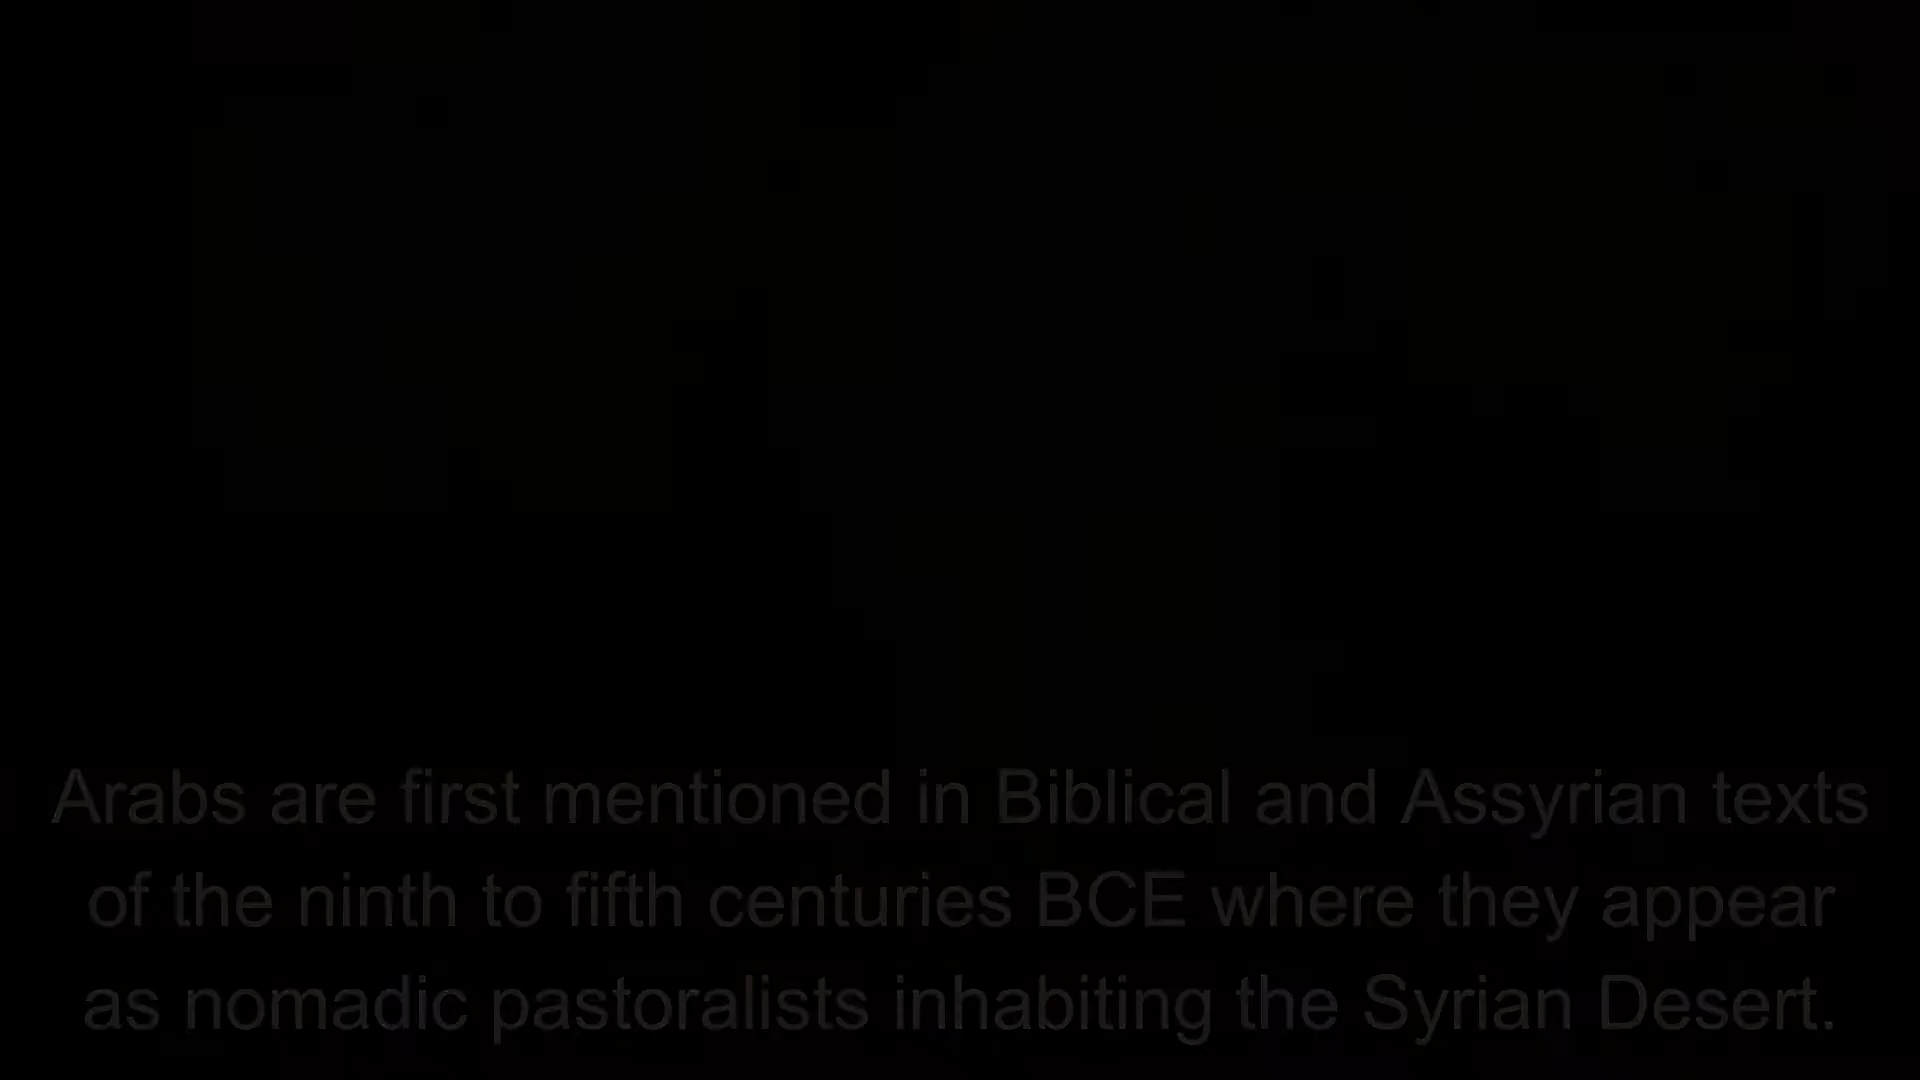 Arabs are first mentioned in Biblical and Assyrian texts
of the ninth to fifth centuries BCE where they appear
as nomadic pastoralists inhabiting the Syrian Desert.